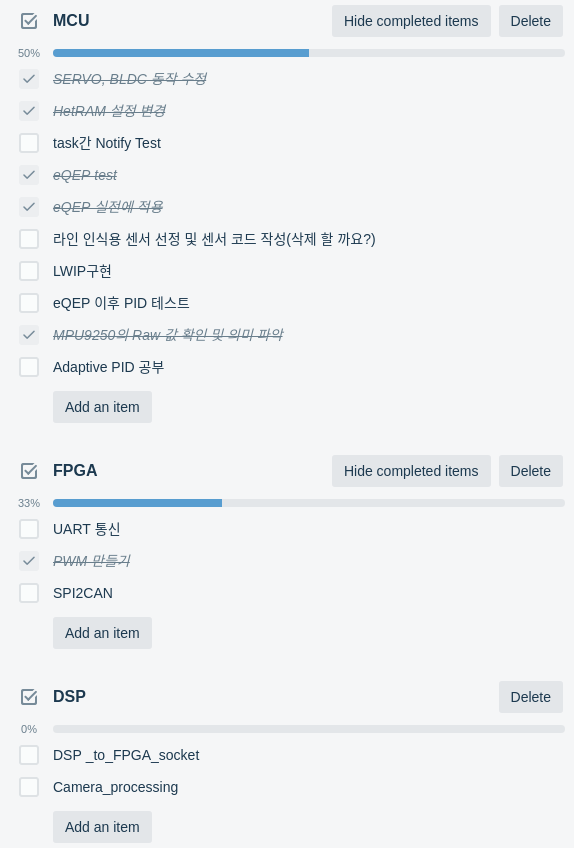 MCU Hide completed items Delete
50%
SERVO, BLDC 동작 수정
HetRAM 설정 변경
task간 Notify Test
eQEP test
eQEP 실전에 적용
라인 인식용 센서 선정 및 센서 코드 작성(삭제 할 까요?)
LWIP구현
eQEP 이후 PID 테스트
MPU9250의 Raw 값 확인 및 의미 파악
Adaptive PID 공부
Add an item
FPGA Hide completed items Delete
33%
UART 통신
PWM 만들기
SPI2CAN
Add an item
DSP Delete
0%
DSP _to_FPGA_socket
Camera_processing
Add an item